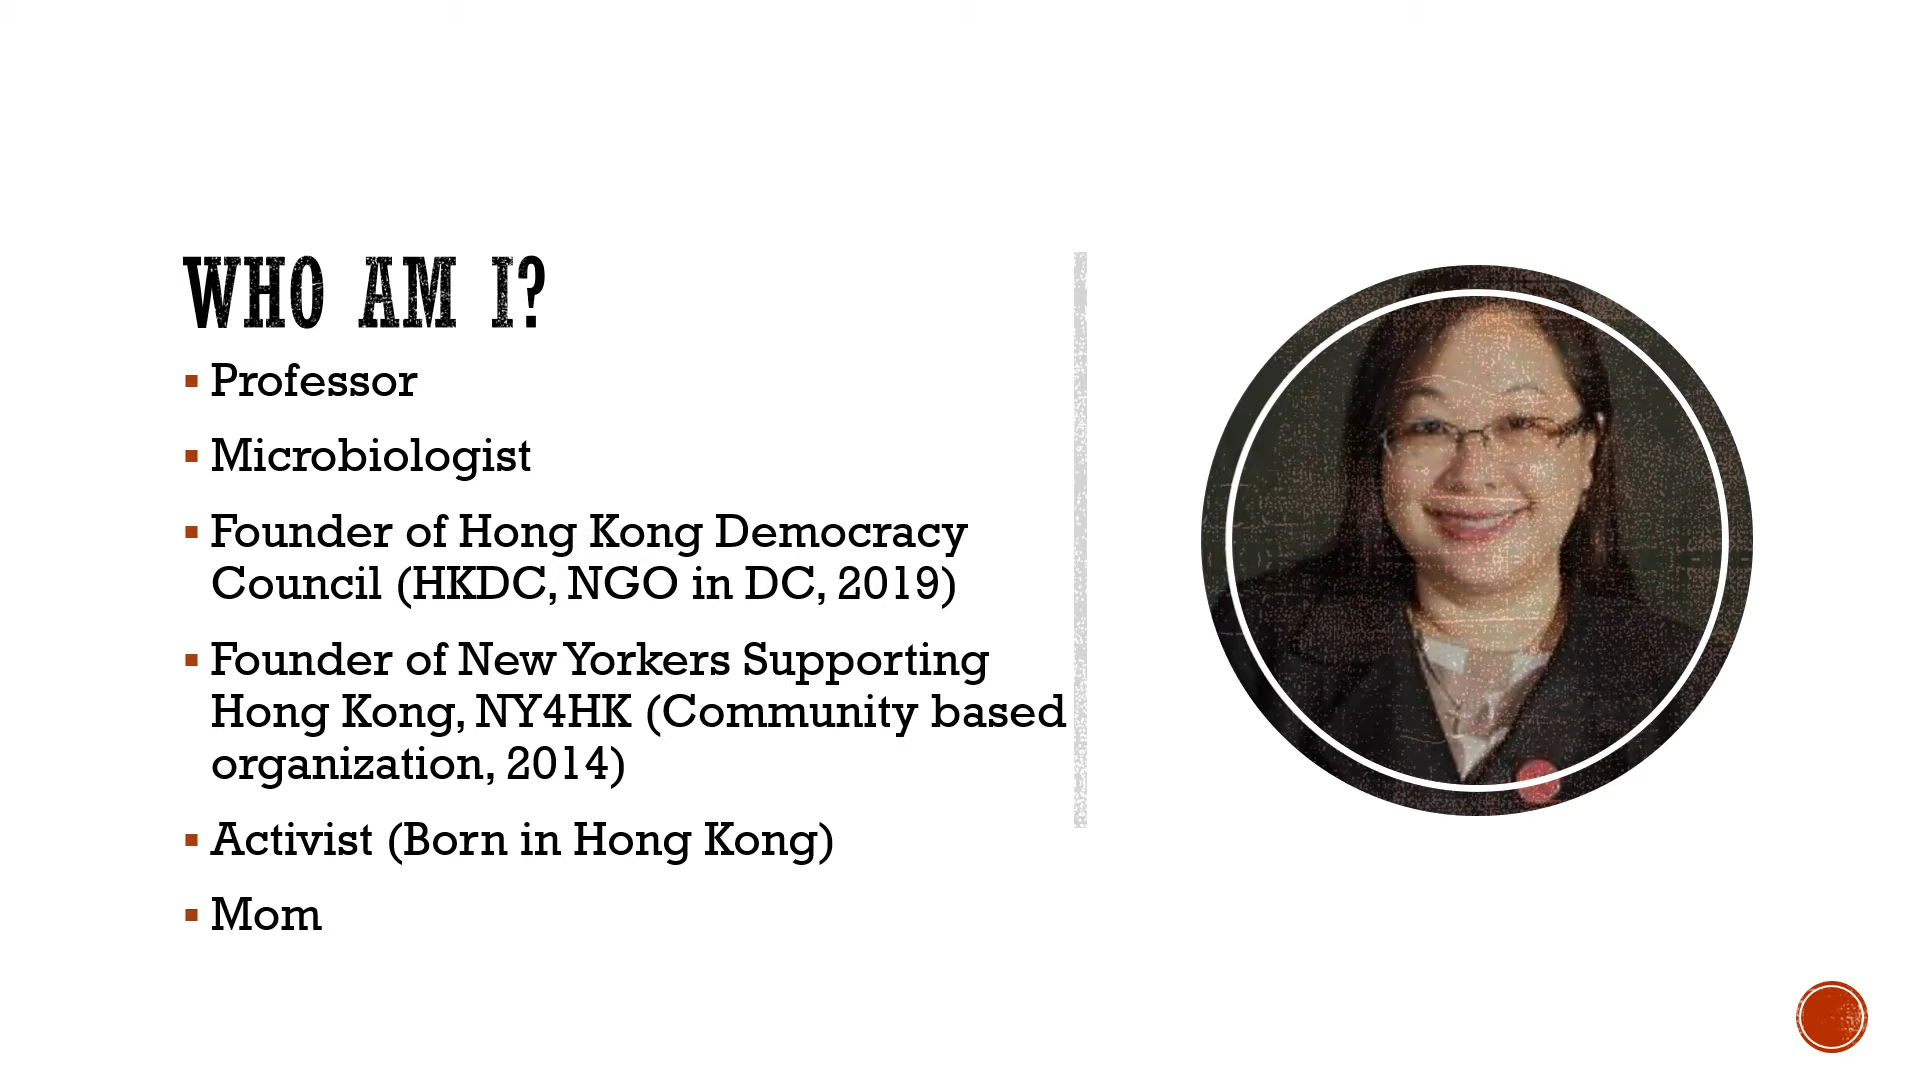 WHO AM I?
Professor
Microbiologist
Founder of Hong Kong Democracy
Council (HKDC, NGO in DC, 2019)
Founder of New Yorkers Supporting
Hong Kong, NY4HK (Community based
organization, 2014)
Activist (Born in Hong Kong)
Mom